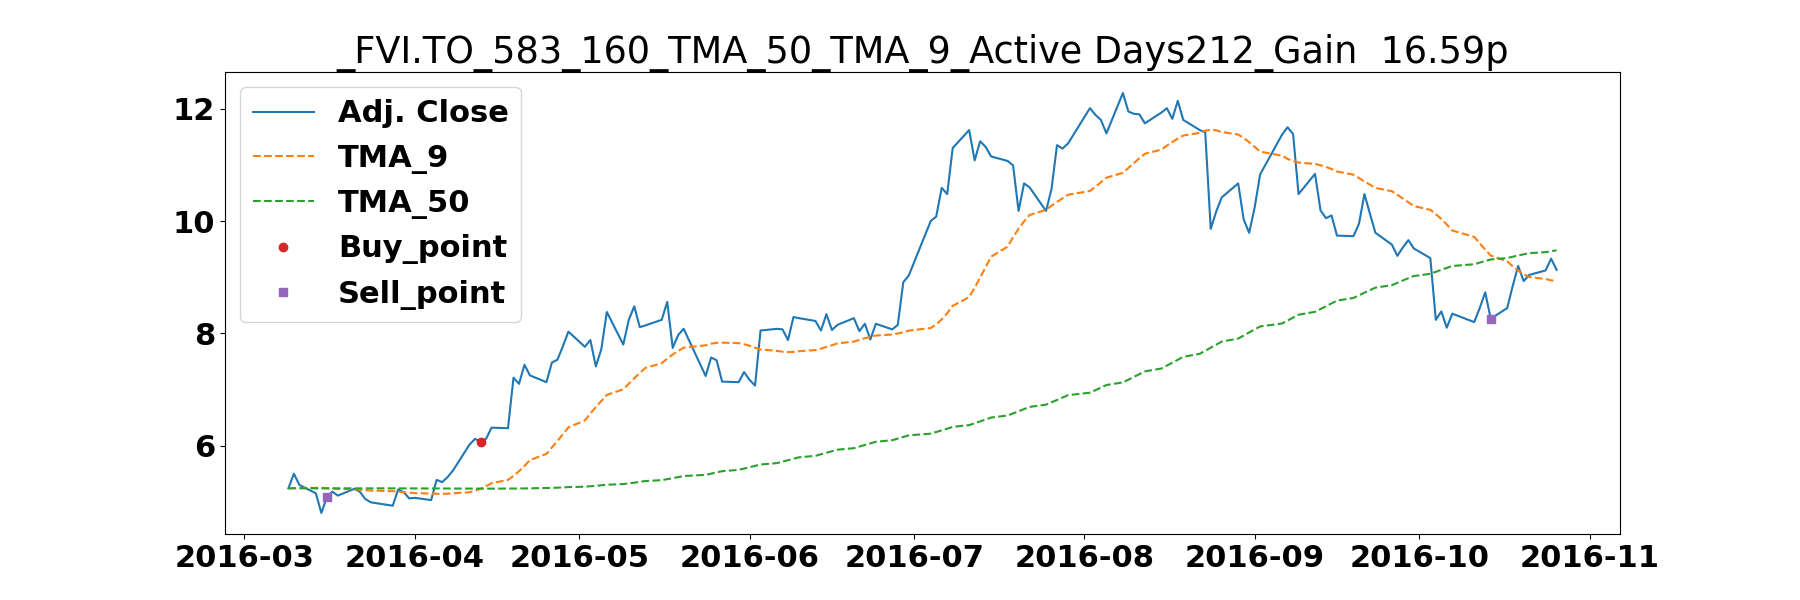 _FVI.TO_583_160_TMA_50_TMA_9_Active Days212_Gain  16.59p
Adj. Close
TMA_9
TMA_50
Buy_point
Sell_point
12
10
8
6
2016-03 2016-04 2016-05 2016-06 2016-07 2016-08 2016-09 2016-10 2016-11